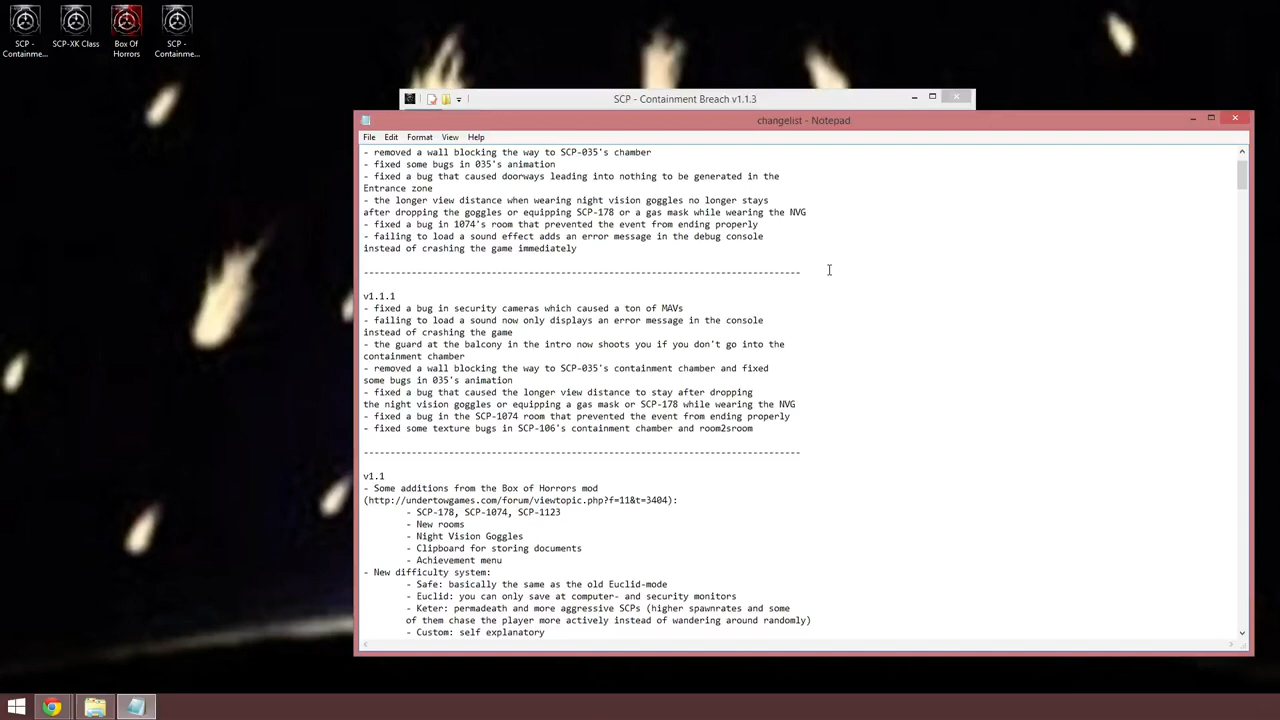 SCP - Containme...
SCP-XK Class
Box Of Horrors
SCP - Containme...
SCP - Containment Breach v1.1.3
changelist - Notepad
File Edit Format View Help
- removed a wall blocking the way to SCP-035's chamber
- fixed some bugs in 035's animation
- fixed a bug that caused doorways leading into nothing to be generated in the
Entrance zone
- the longer view distance when wearing night vision goggles no longer stays
after dropping the goggles or equipping SCP-178 or a gas mask while wearing the NVG
- fixed a bug in 1074's room that prevented the event from ending properly
- failing to load a sound effect adds an error message in the debug console
instead of crashing the game immediately
--------------------------------------------------------------------------------
v1.1.1
- fixed a bug in security cameras which caused a ton of MAVs
- failing to load a sound now only displays an error message in the console
instead of crashing the game
- the guard at the balcony in the intro now shoots you if you don't go into the
containment chamber
- removed a wall blocking the way to SCP-035's containment chamber and fixed
some bugs in 035's animation
- fixed a bug that caused the longer view distance to stay after dropping
the night vision goggles or equipping a gas mask or SCP-178 while wearing the NVG
- fixed a bug in the SCP-1074 room that prevented the event from ending properly
- fixed some texture bugs in SCP-106's containment chamber and room2sroom
--------------------------------------------------------------------------------
v1.1
- Some additions from the Box of Horrors mod
(http://undertowgames.com/forum/viewtopic.php?f=11&t=3404):
- SCP-178, SCP-1074, SCP-1123
- New rooms
- Night Vision Goggles
- Clipboard for storing documents
- Achievement menu
- New difficulty system:
- Safe: basically the same as the old Euclid-mode
- Euclid: you can only save at computer- and security monitors
- Keter: permadeath and more aggressive SCPs (higher spawnrates and some
of them chase the player more actively instead of wandering around randomly)
- Custom: self explanatory